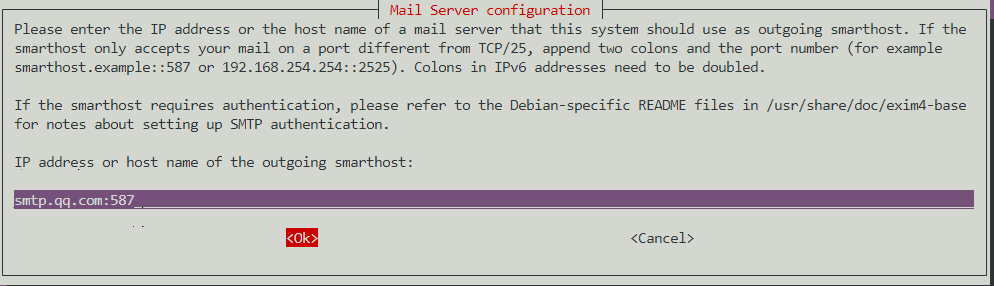 Mail Server configuration
Please enter the IP address or the host name of a mail server that this system should use as outgoing smarthost. If the
smarthost only accepts your mail on a port different from TCP/25, append two colons and the port number (for example
smarthost.example::587 or 192.168.254.254::2525). Colons in IPv6 addresses need to be doubled.
If the smarthost requires authentication, please refer to the Debian-specific README files in /usr/share/doc/exim4-base
for notes about setting up SMTP authentication.
IP address or host name of the outgoing smarthost:
smtp.qq.com:587
<Ok> <Cancel>